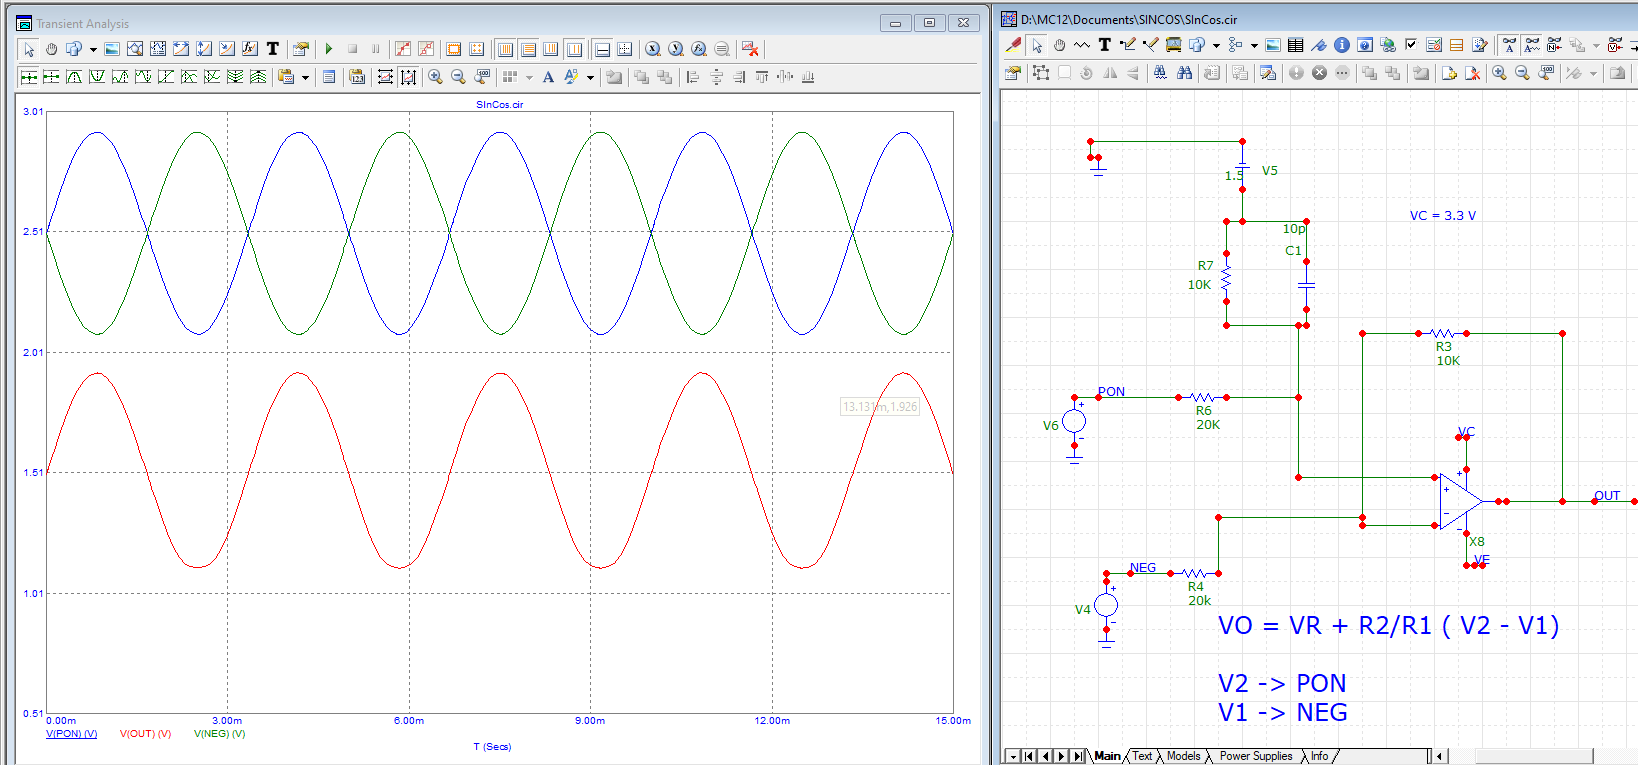 Transient Analysis
SInCos.cir
3.01
2.51
2.01
1.51
1.01
0.51
13.131m,1.926
0.00m 3.00m 6.00m 9.00m 12.00m 15.00m
V(PON) (V) V(OUT) (V) V(NEG) (V)
T (Secs)
D:\MC12\Documents\SINCOS\SInCos.cir
1.5 V5
VC = 3.3 V
10p
C1
R7
10K
R3
10K
PON
V6
R6
20K
VC
OUT
X8
VE
NEG
V4
R4
20k
VO = VR + R2/R1 ( V2 - V1)
V2 -> PON
V1 -> NEG
Main Text Models Power Supplies Info